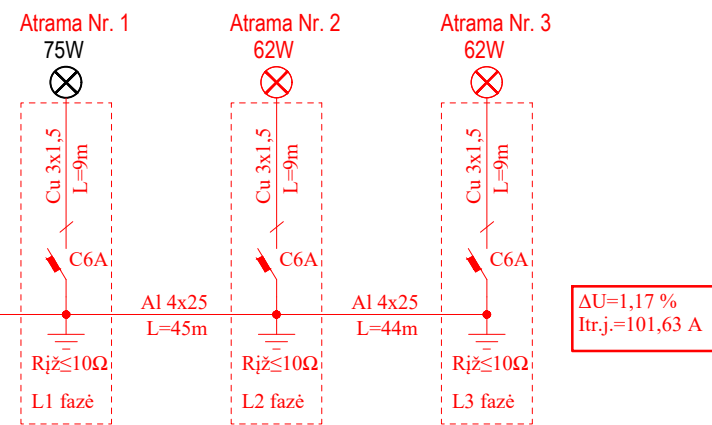 Atrama Nr. 1
75W
Cu 3x1,5
L=9m
C6A
Rįž≤10Ω
L1 fazė
Al 4x25
L=45m
Atrama Nr. 2
62W
Cu 3x1,5
L=9m
C6A
Rįž≤10Ω
L2 fazė
Al 4x25
L=44m
Atrama Nr. 3
62W
Cu 3x1,5
L=9m
C6A
Rįž≤10Ω
L3 fazė
ΔU=1,17 %
Itr.j.=101,63 A